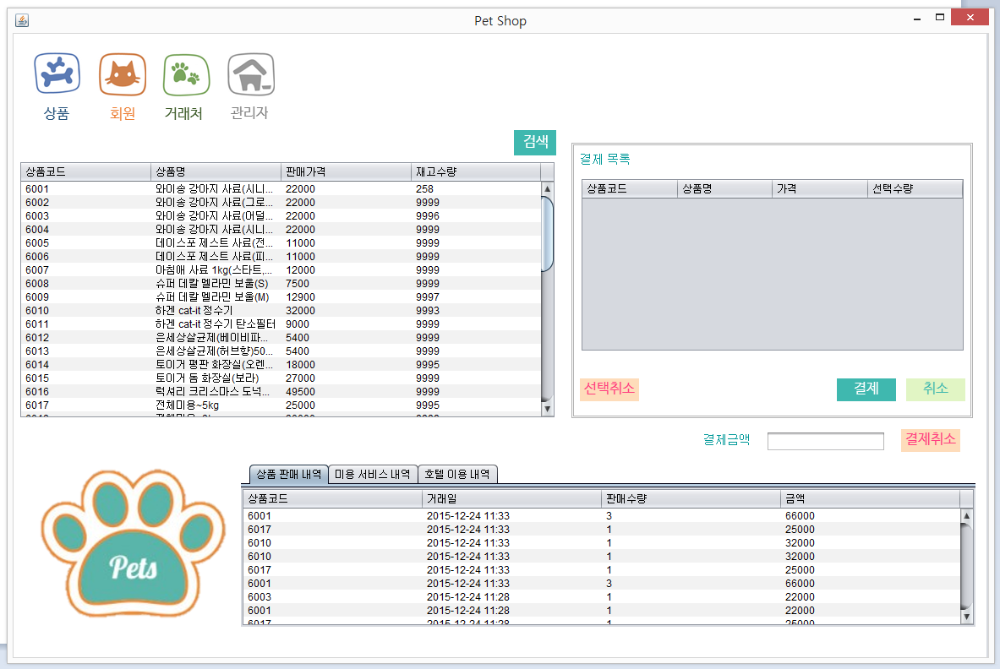 Pet Shop
상품 회원 거래처 관리자
검색
상품코드 상품명 판매가격 재고수량
6001 와이송 강아지 사료(시니... 22000 258
6002 와이송 강아지 사료(그로... 22000 9999
6003 와이송 강아지 사료(어덜... 22000 9996
6004 와이송 강아지 사료(시니... 22000 9999
6005 데이스포 제스트 사료(전... 11000 9999
6006 데이스포 제스트 사료(피... 11000 9999
6007 아침애 사료 1kg(스타트,... 12000 9999
6008 슈퍼 데칼 멜라민 보울(S) 7500 9999
6009 슈퍼 데칼 멜라민 보울(M) 12900 9997
6010 하겐 cat-it 정수기 32000 9993
6011 하겐 cat-it 정수기 탄소필터 9000 9999
6012 은세상살균제(베이비파... 5400 9999
6013 은세상살균제(허브향)50... 5400 9999
6014 토이거 평판 화장실(오렌... 18000 9995
6015 토이거 돔 화장실(보라) 27000 9999
6016 럭셔리 크리스마스 도넉... 49500 9999
6017 전체미용~5kg 25000 9995
결제 목록
상품코드 상품명 가격 선택수량
선택취소 결제 취소
결제금액 결제취소
Pets
상품 판매 내역 미용 서비스 내역 호텔 이용 내역
상품코드 거래일 판매수량 금액
6001 2015-12-24 11:33 3 66000
6017 2015-12-24 11:33 1 25000
6010 2015-12-24 11:33 1 32000
6010 2015-12-24 11:33 1 32000
6017 2015-12-24 11:33 1 25000
6001 2015-12-24 11:33 3 66000
6003 2015-12-24 11:28 1 22000
6001 2015-12-24 11:28 1 22000
6017 2015-12-24 11:28 1 25000